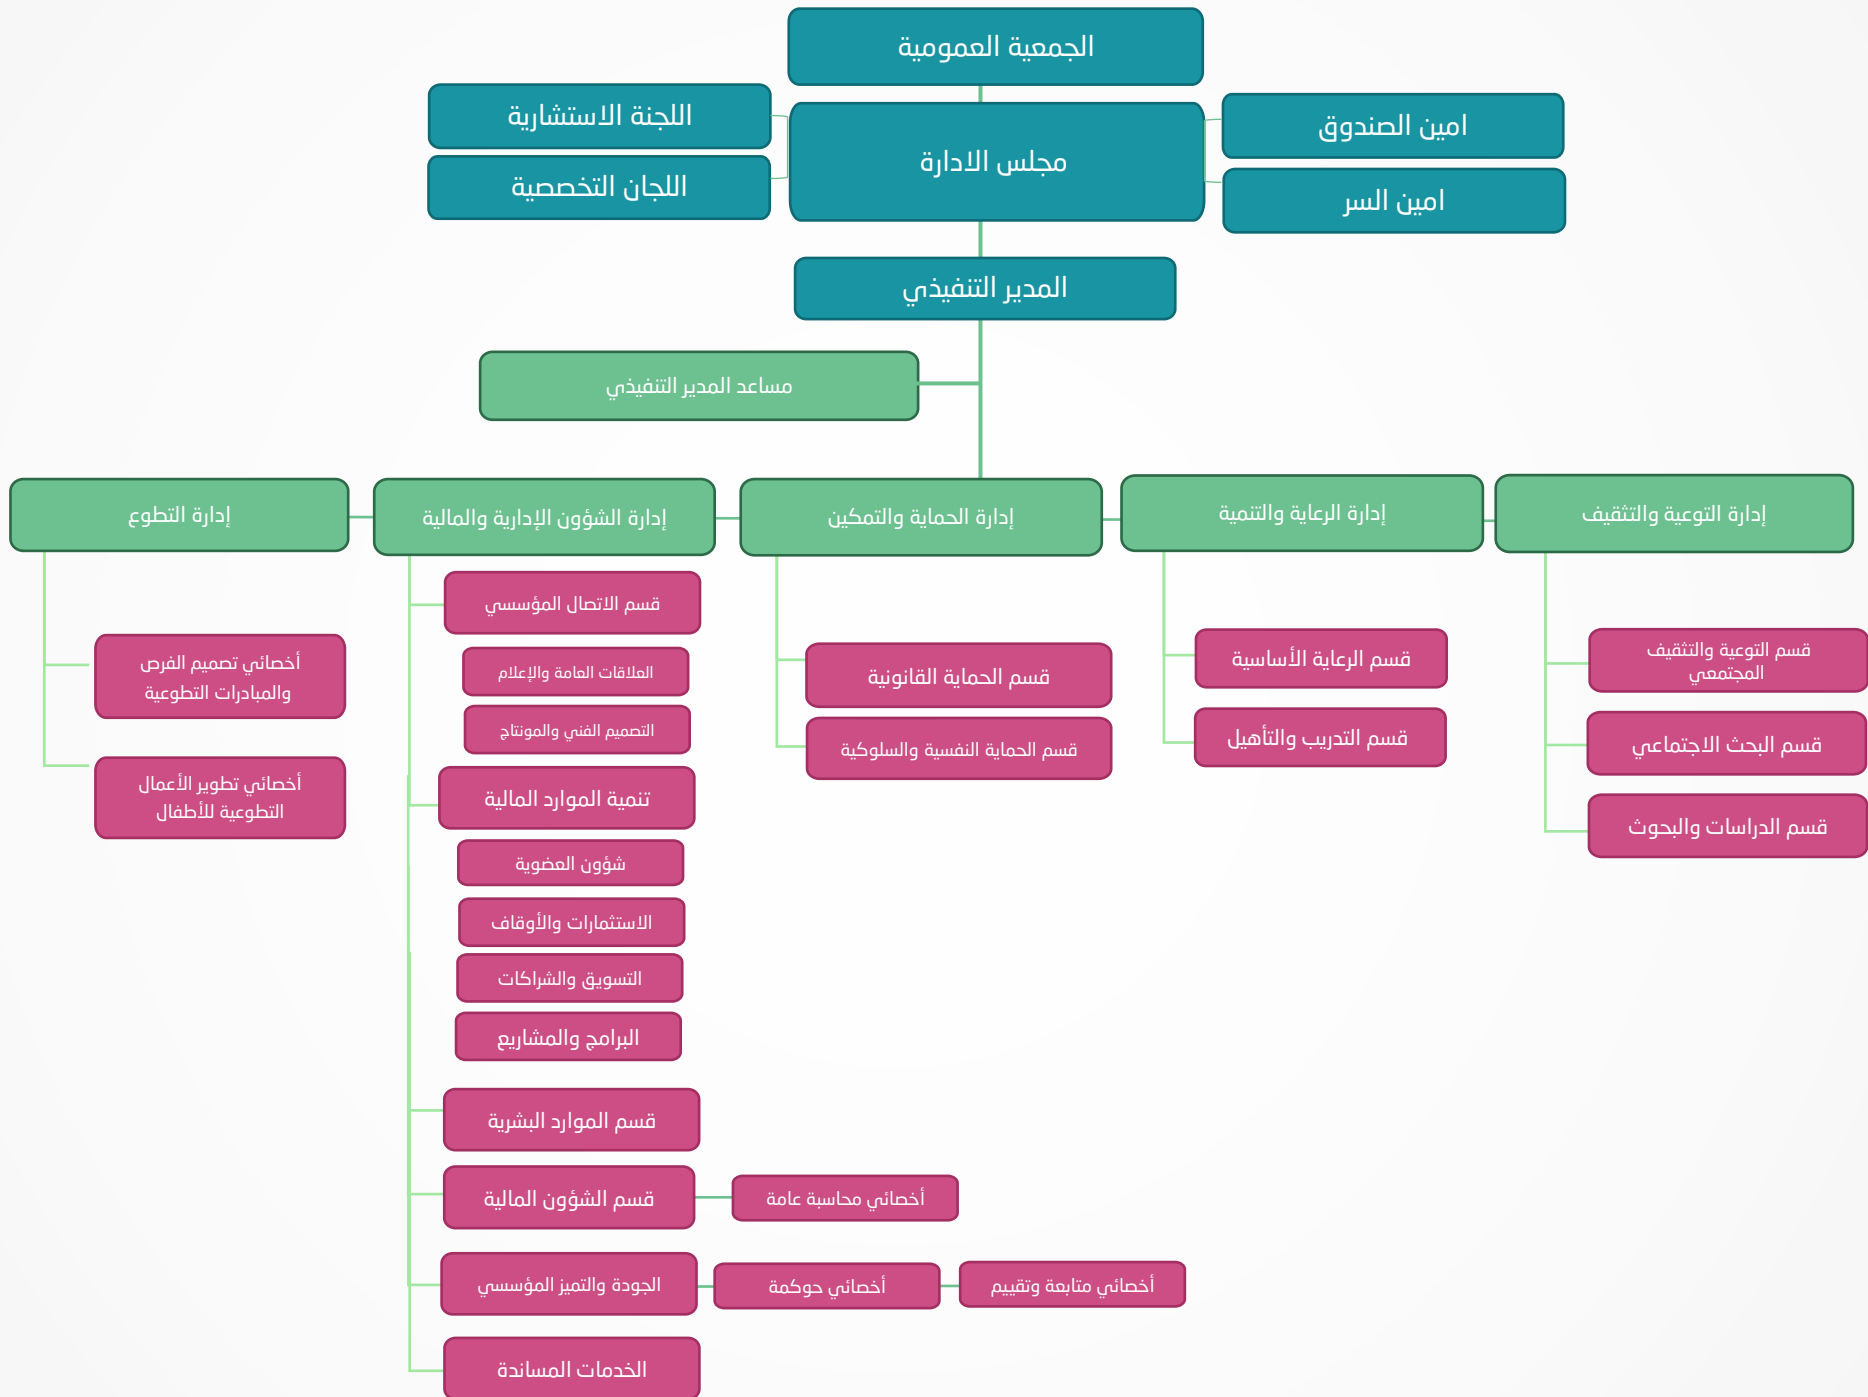 الجمعية العمومية
امين الصندوق
مجلس الادارة
اللجنة الاستشارية
امين السر
اللجان التخصصية
المدير التنفيذي
مساعد المدير التنفيذي
إدارة التوعية والتثقيف
إدارة الرعاية والتنمية
إدارة الحماية والتمكين
إدارة الشؤون الإدارية والمالية
إدارة التطوع
قسم التوعية والتثقيف
المجتمعي
قسم البحث الاجتماعي
قسم الدراسات والبحوث
قسم الرعاية الأساسية
قسم التدريب والتأهيل
قسم الحماية القانونية
قسم الحماية النفسية والسلوكية
قسم الاتصال المؤسسي
العلاقات العامة والإعلام
التصميم الفني والمونتاج
تنمية الموارد المالية
شؤون العضوية
الاستثمارات والأوقاف
التسويق والشراكات
البرامج والمشاريع
قسم الموارد البشرية
قسم الشؤون المالية
أخصائي محاسبة عامة
الجودة والتميز المؤسسي
أخصائي حوكمة
أخصائي متابعة وتقييم
الخدمات المساندة
أخصائي تصميم الفرص
والمبادرات التطوعية
أخصائي تطوير الأعمال
التطوعية للأطفال